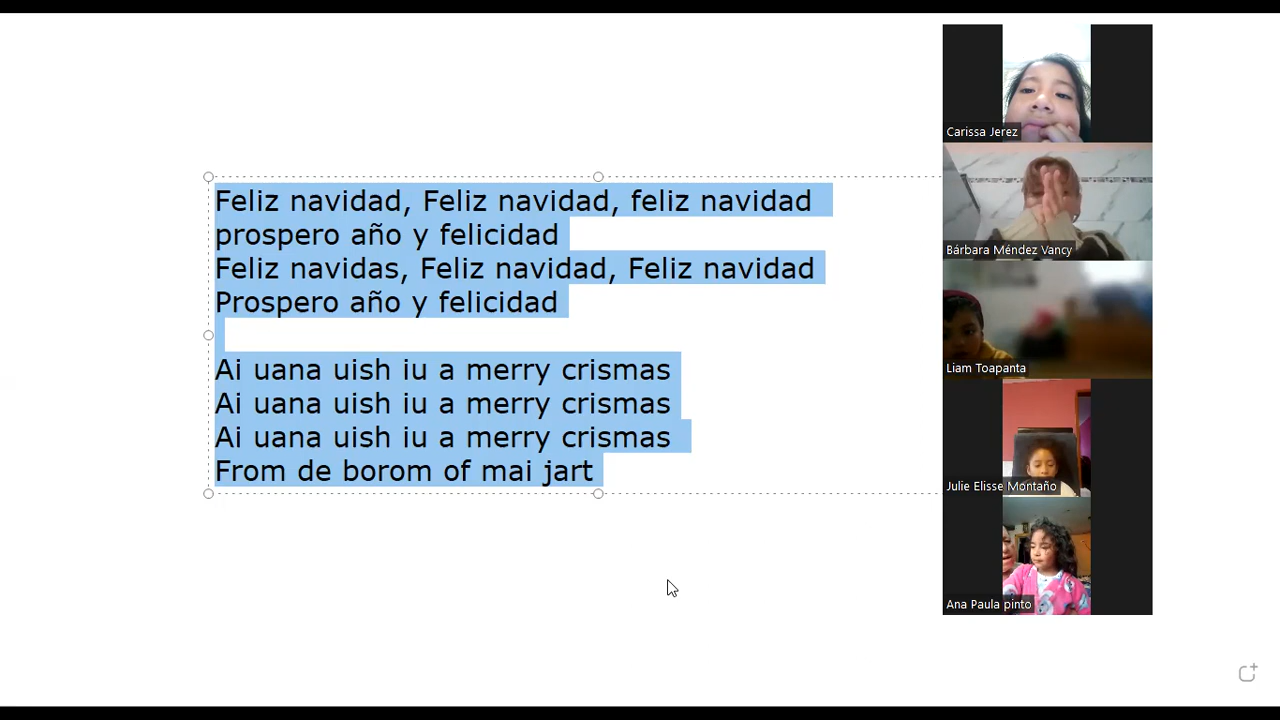 Feliz navidad, Feliz navidad, feliz navidad
prospero año y felicidad
Feliz navidas, Feliz navidad, Feliz navidad
Prospero año y felicidad
Ai uana uish iu a merry crismas
Ai uana uish iu a merry crismas
Ai uana uish iu a merry crismas
From de borom of mai jart
Carissa Jerez
Bárbara Méndez Vancy
Liam Toapanta
Julie Elisse Montaño
Ana Paula pinto